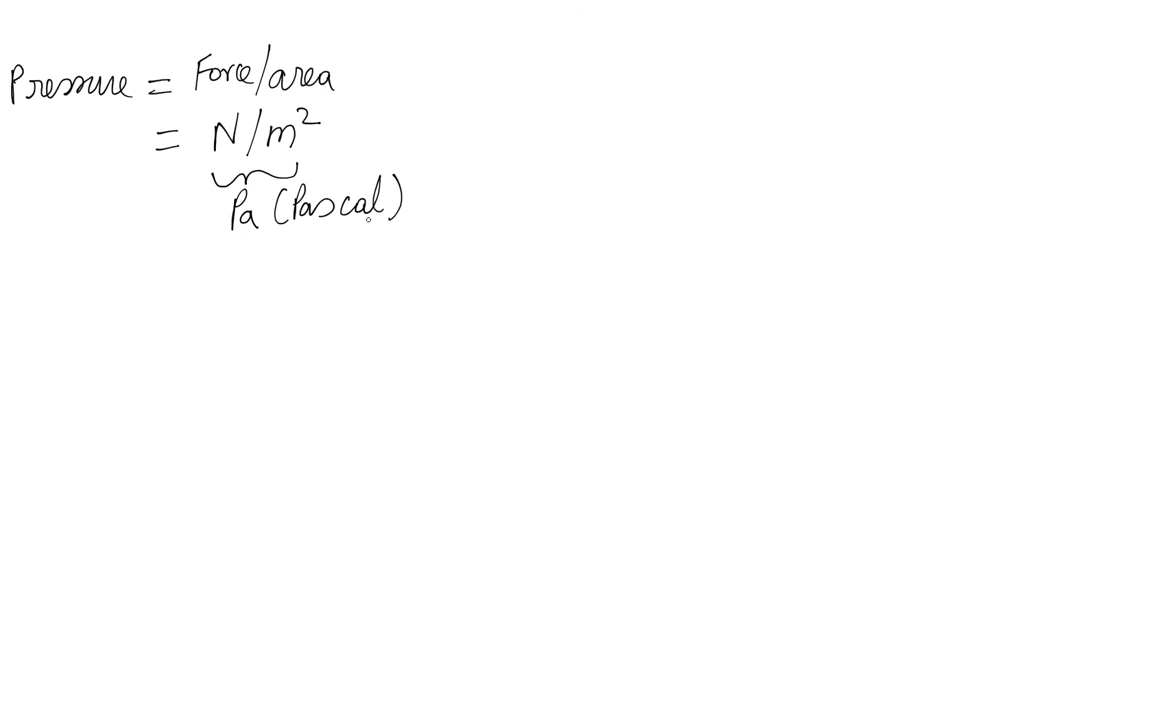 Pressure = Force/area
= N/m²
Pa (Pascal)